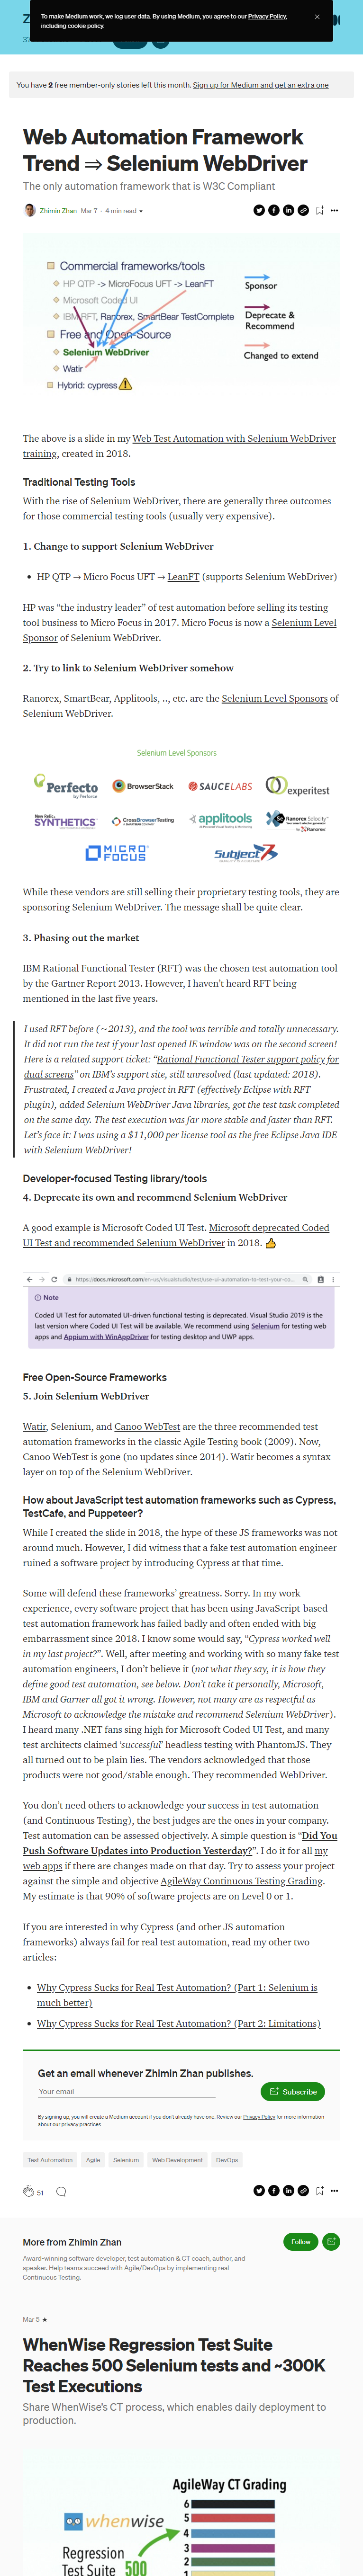 To make Medium work, we log user data. By using Medium, you agree to our Privacy Policy,
including cookie policy.
You have 2 free member-only stories left this month. Sign up for Medium and get an extra one
Web Automation Framework
Trend ⇒ Selenium WebDriver
The only automation framework that is W3C Compliant
Zhimin Zhan Mar 7 · 4 min read ★
Commercial frameworks/tools
HP QTP -> MicroFocus UFT -> LeanFT
Microsoft Coded UI
IBM RFT, Ranorex, SmartBear TestComplete
Free and Open-Source
Selenium WebDriver
Watir
Hybrid: cypress
Sponsor
Deprecate &
Recommend
Changed to extend
The above is a slide in my Web Test Automation with Selenium WebDriver
training, created in 2018.
Traditional Testing Tools
With the rise of Selenium WebDriver, there are generally three outcomes
for those commercial testing tools (usually very expensive).
1. Change to support Selenium WebDriver
• HP QTP → Micro Focus UFT → LeanFT (supports Selenium WebDriver)
HP was “the industry leader” of test automation before selling its testing
tool business to Micro Focus in 2017. Micro Focus is now a Selenium Level
Sponsor of Selenium WebDriver.
2. Try to link to Selenium WebDriver somehow
Ranorex, SmartBear, Applitools, .., etc. are the Selenium Level Sponsors of
Selenium WebDriver.
Selenium Level Sponsors
Perfecto
by Perforce
BrowserStack
SAUCELABS
experitest
New Relic
SYNTHETICS
CrossBrowserTesting
applitools
Ranorex Selocity
by Ranorex
MICRO
FOCUS
Subject7
While these vendors are still selling their proprietary testing tools, they are
sponsoring Selenium WebDriver. The message shall be quite clear.
3. Phasing out the market
IBM Rational Functional Tester (RFT) was the chosen test automation tool
by the Gartner Report 2013. However, I haven’t heard RFT being
mentioned in the last five years.
I used RFT before (~2013), and the tool was terrible and totally unnecessary.
It did not run the test if your last opened IE window was on the second screen!
Here is a related support ticket: “Rational Functional Tester support policy for
dual screens” on IBM’s support site, still unresolved (last updated: 2018).
Frustrated, I created a Java project in RFT (effectively Eclipse with RFT
plugin), added Selenium WebDriver Java libraries, got the test task completed
on the same day. The test execution was far more stable and faster than RFT.
Let’s face it: I was using a $11,000 per license tool as the free Eclipse Java IDE
with Selenium WebDriver!
Developer-focused Testing library/tools
4. Deprecate its own and recommend Selenium WebDriver
A good example is Microsoft Coded UI Test. Microsoft deprecated Coded
UI Test and recommended Selenium WebDriver in 2018. 👍
https://docs.microsoft.com/en-us/visualstudio/test/use-ui-automation-to-test-your-co...
Note
Coded UI Test for automated UI-driven functional testing is deprecated. Visual Studio 2019 is the
last version where Coded UI Test will be available. We recommend using Selenium for testing web
apps and Appium with WinAppDriver for testing desktop and UWP apps.
Free Open-Source Frameworks
5. Join Selenium WebDriver
Watir, Selenium, and Canoo WebTest are the three recommended test
automation frameworks in the classic Agile Testing book (2009). Now,
Canoo WebTest is gone (no updates since 2014). Watir becomes a syntax
layer on top of the Selenium WebDriver.
How about JavaScript test automation frameworks such as Cypress,
TestCafe, and Puppeteer?
While I created the slide in 2018, the hype of these JS frameworks was not
around much. However, I did witness that a fake test automation engineer
ruined a software project by introducing Cypress at that time.
Some will defend these frameworks’ greatness. Sorry. In my work
experience, every software project that has been using JavaScript-based
test automation framework has failed badly and often ended with big
embarrassment since 2018. I know some would say, “Cypress worked well
in my last project?”. Well, after meeting and working with so many fake test
automation engineers, I don’t believe it (not what they say, it is how they
define good test automation, see below. Don’t take it personally, Microsoft,
IBM and Garner all got it wrong. However, not many are as respectful as
Microsoft to acknowledge the mistake and recommend Selenium WebDriver).
I heard many .NET fans sing high for Microsoft Coded UI Test, and many
test architects claimed ‘successful’ headless testing with PhantomJS. They
all turned out to be plain lies. The vendors acknowledged that those
products were not good/stable enough. They recommended WebDriver.
You don’t need others to acknowledge your success in test automation
(and Continuous Testing), the best judges are the ones in your company.
Test automation can be assessed objectively. A simple question is “Did You
Push Software Updates into Production Yesterday?”. I do it for all my
web apps if there are changes made on that day. Try to assess your project
against the simple and objective AgileWay Continuous Testing Grading.
My estimate is that 90% of software projects are on Level 0 or 1.
If you are interested in why Cypress (and other JS automation
frameworks) always fail for real test automation, read my other two
articles:
• Why Cypress Sucks for Real Test Automation? (Part 1: Selenium is
much better)
• Why Cypress Sucks for Real Test Automation? (Part 2: Limitations)
Get an email whenever Zhimin Zhan publishes.
Your email
Subscribe
By signing up, you will create a Medium account if you don’t already have one. Review our Privacy Policy for more information
about our privacy practices.
Test Automation Agile Selenium Web Development DevOps
51
More from Zhimin Zhan
Follow
Award-winning software developer, test automation & CT coach, author, and
speaker. Help teams succeed with Agile/DevOps by implementing real
Continuous Testing.
Mar 5 ★
WhenWise Regression Test Suite
Reaches 500 Selenium tests and ~300K
Test Executions
Share WhenWise’s CT process, which enables daily deployment to
production.
AgileWay CT Grading
6
5
whenwise
4
Regression
3
Test Suite 500
2
1